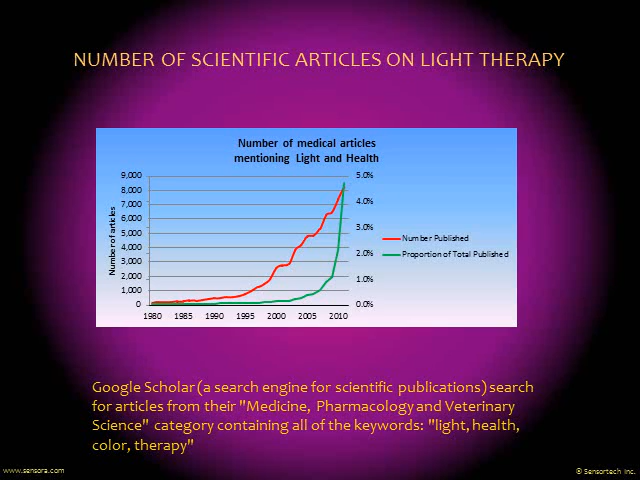 NUMBER OF SCIENTIFIC ARTICLES ON LIGHT THERAPY
Number of medical articles
mentioning Light and Health
Number of articles
9,000
8,000
7,000
6,000
5,000
4,000
3,000
2,000
1,000
0
5.0%
4.0%
3.0%
2.0%
1.0%
0.0%
1980 1985 1990 1995 2000 2005 2010
Number Published
Proportion of Total Published
Google Scholar (a search engine for scientific publications) search
for articles from their "Medicine, Pharmacology and Veterinary
Science" category containing all of the keywords: "light, health,
color, therapy"
www.sensora.com
© Sensortech Inc.